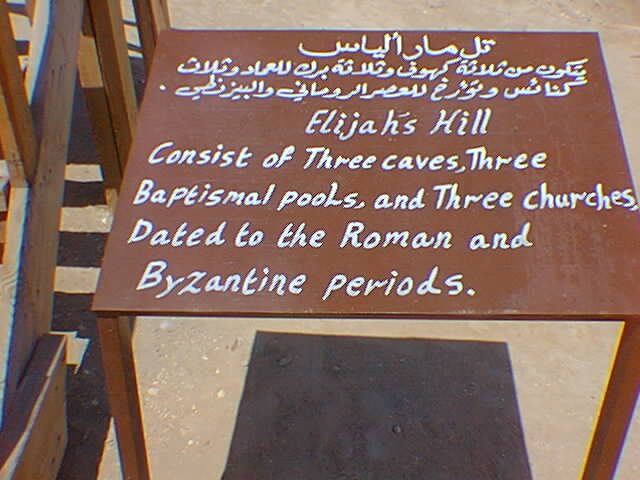 تل مار ألياس
يتكون من ثلاثة كهوف وثلاثة برك للعماد وثلاث
كنائس وتؤرخ للعصر الروماني والبيزنطي .
Elijah's Hill
Consist of Three caves, Three
Baptismal pools, and Three churches,
Dated to the Roman and
Byzantine periods.